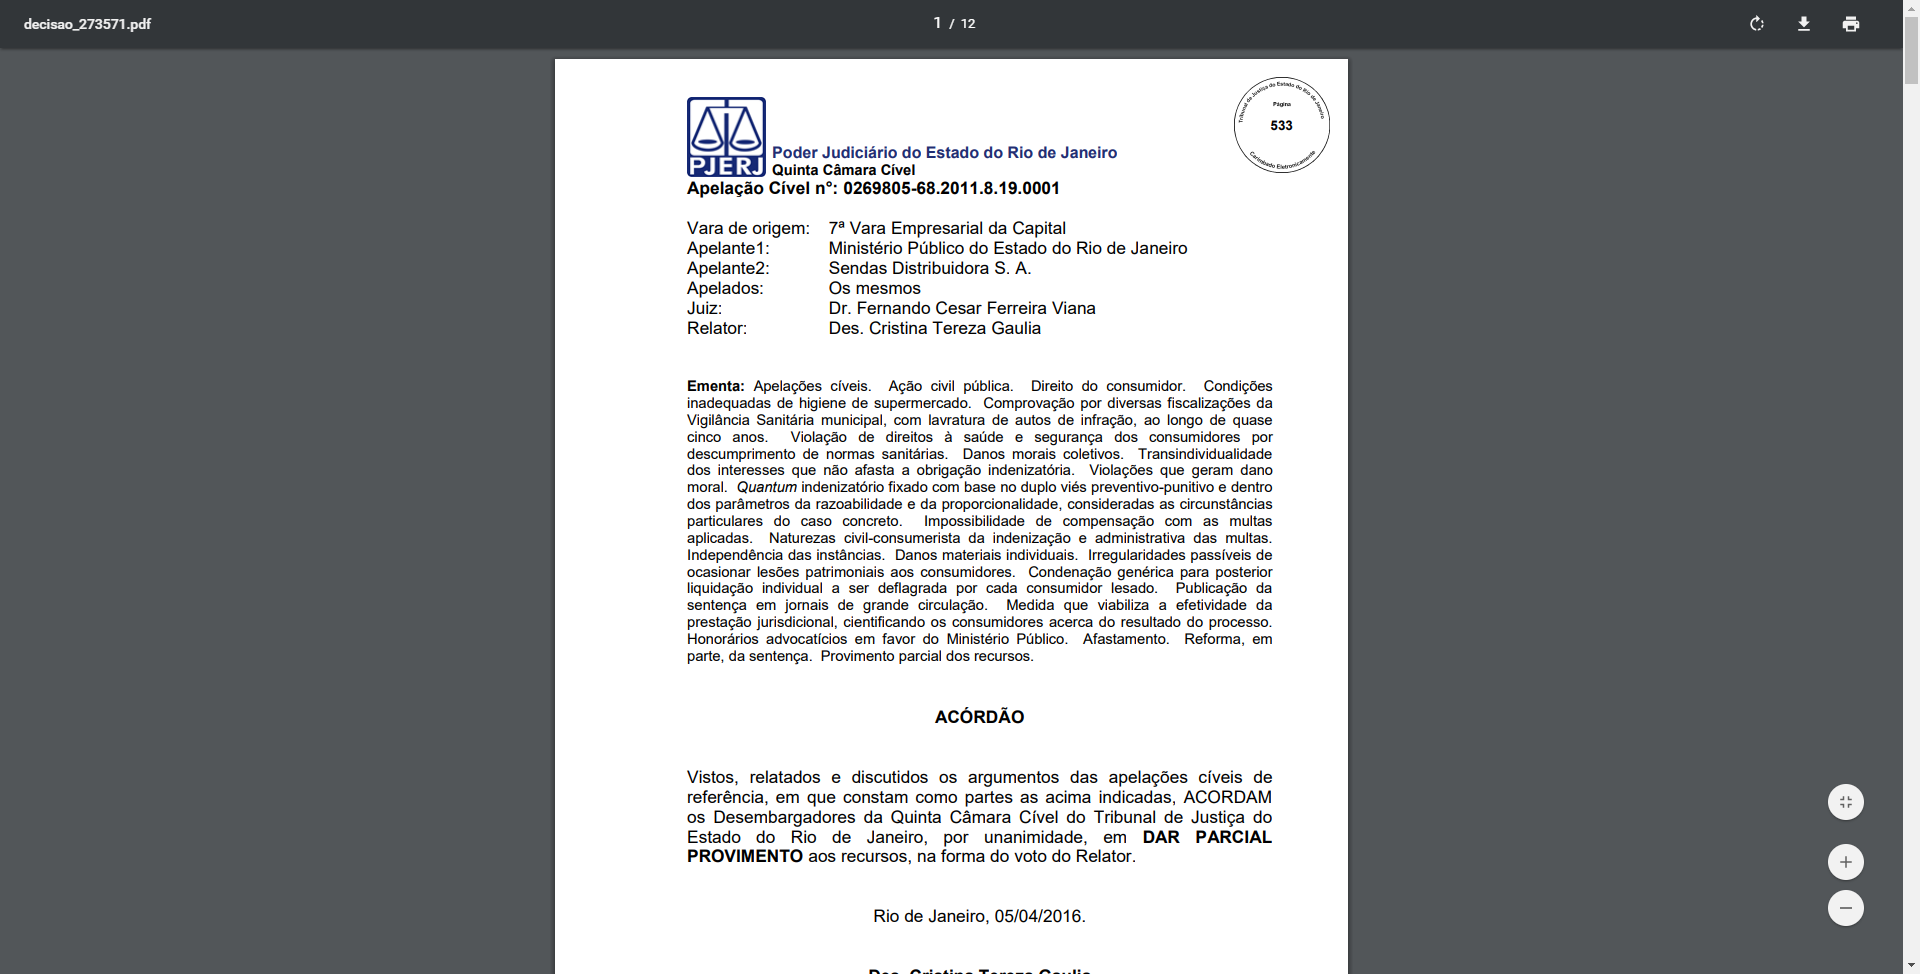 decisao_273571.pdf
1 / 12
Tribunal de Justiça do Estado do Rio de Janeiro
Página
533
Carimbado Eletronicamente
PJERJ
Poder Judiciário do Estado do Rio de Janeiro
Quinta Câmara Cível
Apelação Cível nº: 0269805-68.2011.8.19.0001
Vara de origem: 7ª Vara Empresarial da Capital
Apelante1: Ministério Público do Estado do Rio de Janeiro
Apelante2: Sendas Distribuidora S. A.
Apelados: Os mesmos
Juiz: Dr. Fernando Cesar Ferreira Viana
Relator: Des. Cristina Tereza Gaulia
Ementa: Apelações cíveis. Ação civil pública. Direito do consumidor. Condições
inadequadas de higiene de supermercado. Comprovação por diversas fiscalizações da
Vigilância Sanitária municipal, com lavratura de autos de infração, ao longo de quase
cinco anos. Violação de direitos à saúde e segurança dos consumidores por
descumprimento de normas sanitárias. Danos morais coletivos. Transindividualidade
dos interesses que não afasta a obrigação indenizatória. Violações que geram dano
moral. Quantum indenizatório fixado com base no duplo viés preventivo-punitivo e dentro
dos parâmetros da razoabilidade e da proporcionalidade, consideradas as circunstâncias
particulares do caso concreto. Impossibilidade de compensação com as multas
aplicadas. Naturezas civil-consumerista da indenização e administrativa das multas.
Independência das instâncias. Danos materiais individuais. Irregularidades passíveis de
ocasionar lesões patrimoniais aos consumidores. Condenação genérica para posterior
liquidação individual a ser deflagrada por cada consumidor lesado. Publicação da
sentença em jornais de grande circulação. Medida que viabiliza a efetividade da
prestação jurisdicional, cientificando os consumidores acerca do resultado do processo.
Honorários advocatícios em favor do Ministério Público. Afastamento. Reforma, em
parte, da sentença. Provimento parcial dos recursos.
ACÓRDÃO
Vistos, relatados e discutidos os argumentos das apelações cíveis de
referência, em que constam como partes as acima indicadas, ACORDAM
os Desembargadores da Quinta Câmara Cível do Tribunal de Justiça do
Estado do Rio de Janeiro, por unanimidade, em DAR PARCIAL
PROVIMENTO aos recursos, na forma do voto do Relator.
Rio de Janeiro, 05/04/2016.
Des. Cristina Tereza Gaulia